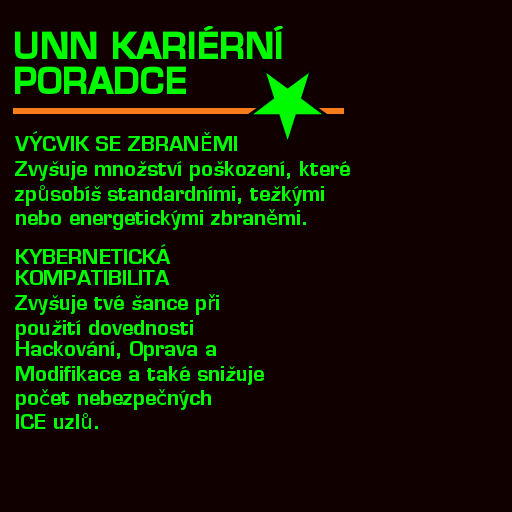 UNN KARIÉRNÍ
PORADCE
VÝCVIK SE ZBRANĚMI
Zvyšuje množství poškození, které
způsobíš standardními, težkými
nebo energetickými zbraněmi.
KYBERNETICKÁ
KOMPATIBILITA
Zvyšuje tvé šance při
použití dovednosti
Hackování, Oprava a
Modifikace a také snižuje
počet nebezpečných
ICE uzlů.